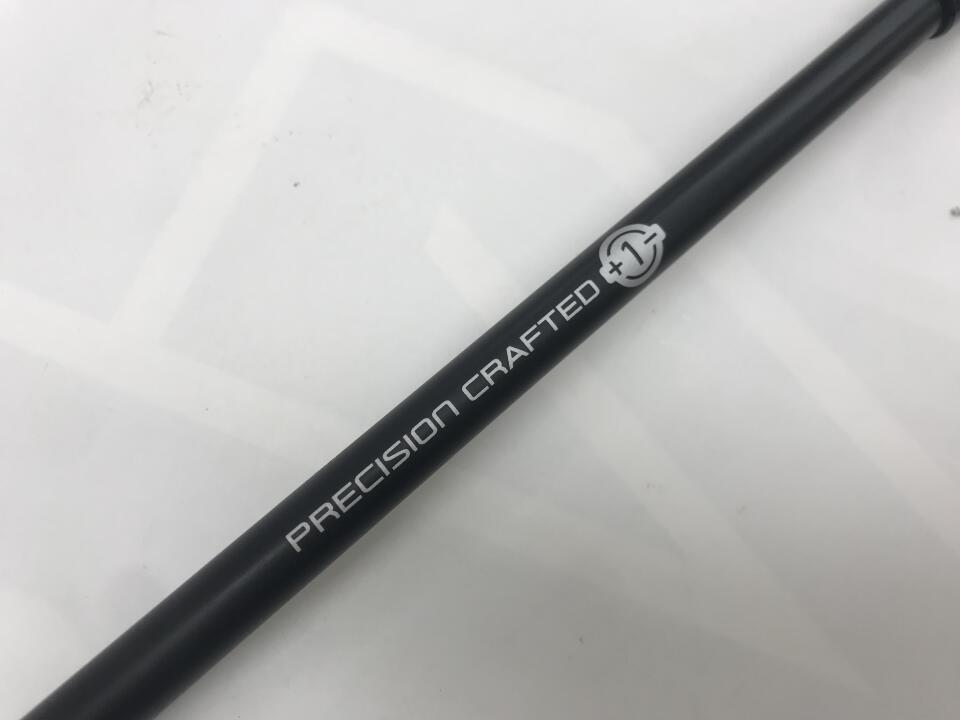 PRECISION CRAFTED +1-